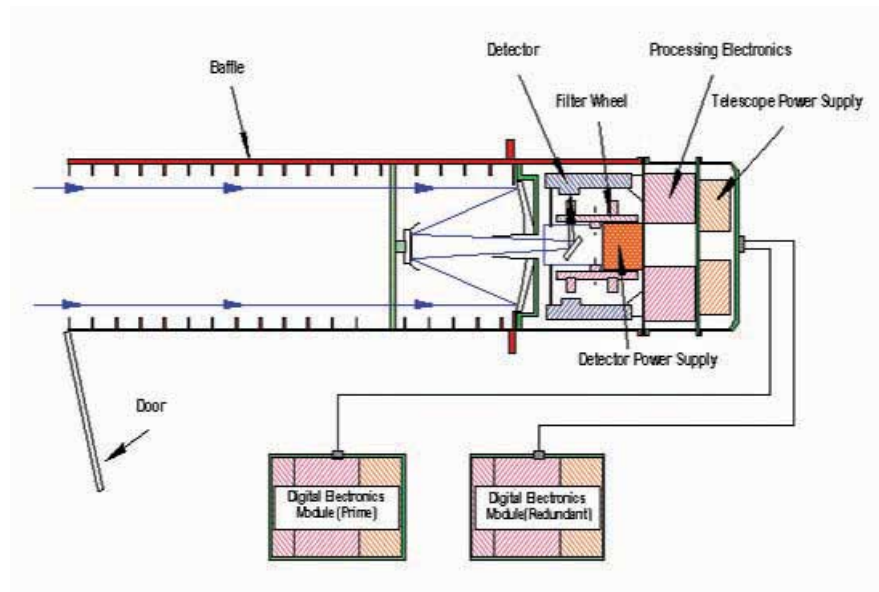 Detector
Processing Electronics
Baffle
Filter Wheel
Telescope Power Supply
Detector Power Supply
Door
Digital Electronics
Module (Prime)
Digital Electronics
Module(Redundant)